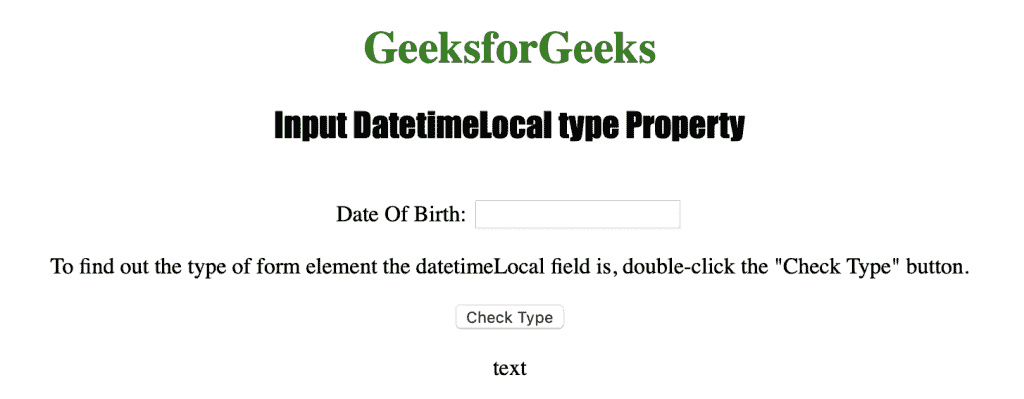 GeeksforGeeks
Input DatetimeLocal type Property
Date Of Birth:
To find out the type of form element the datetimeLocal field is, double-click the "Check Type" button.
Check Type
text